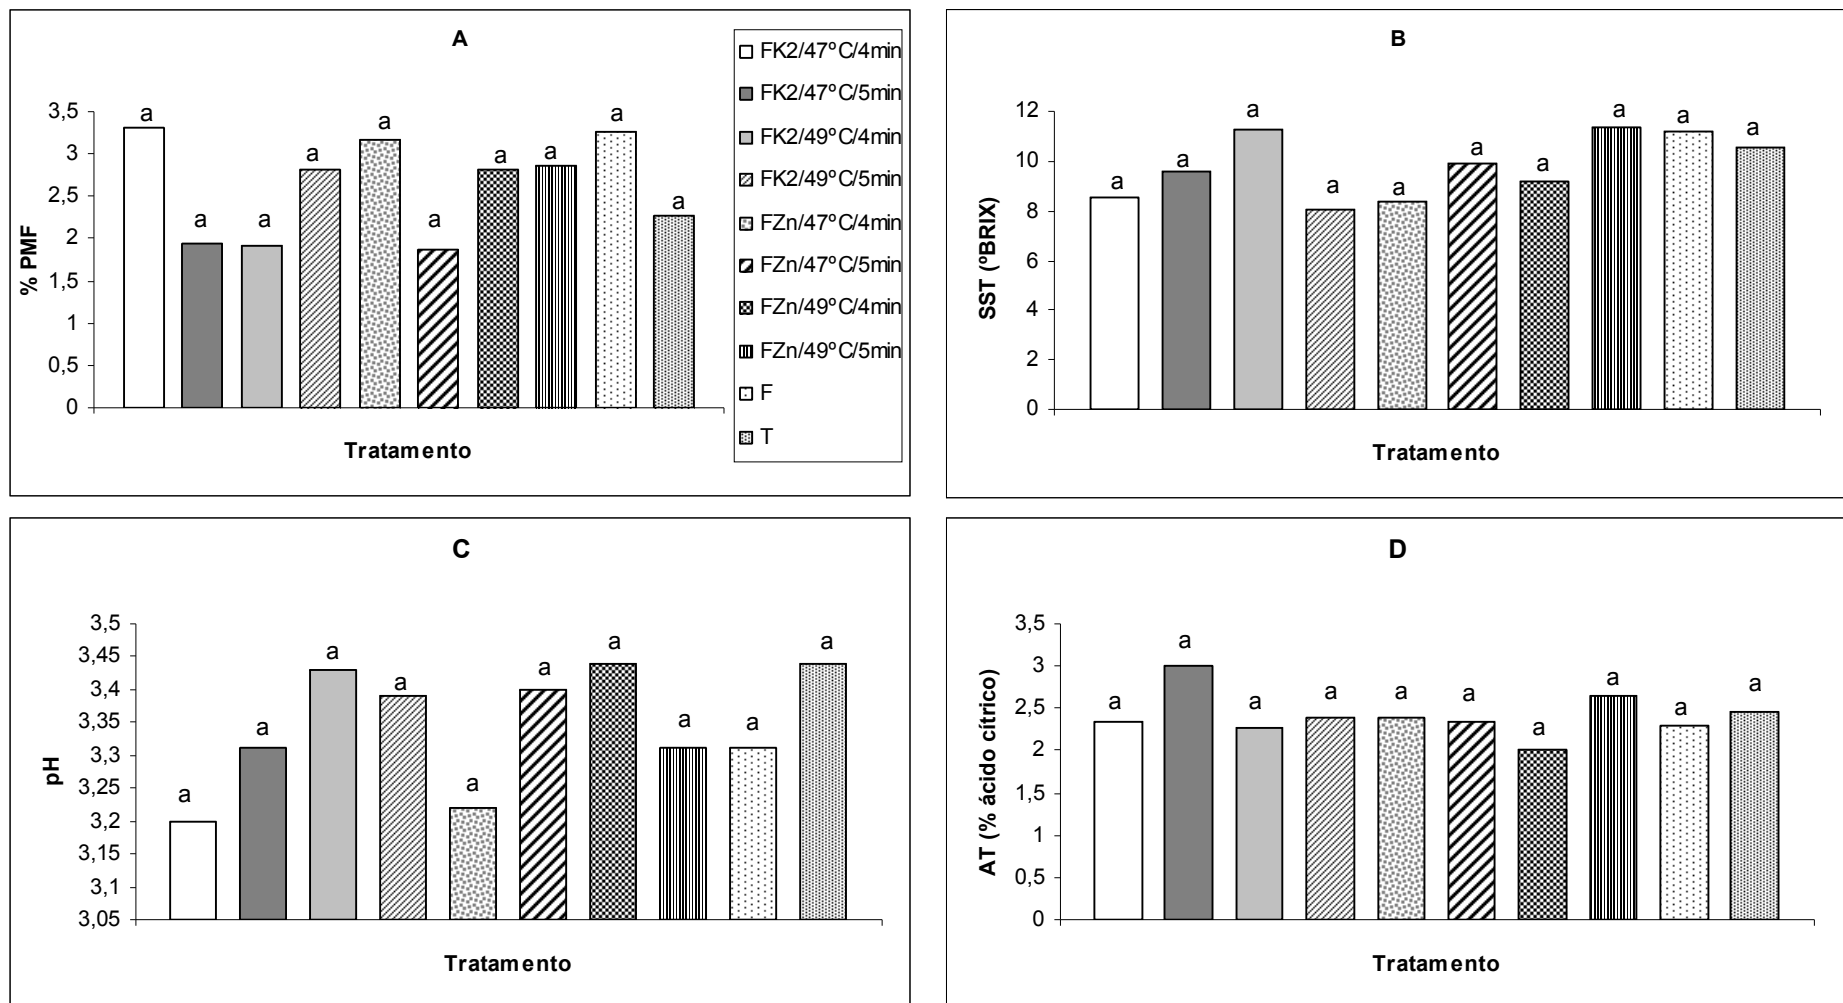 A
FK2/47ºC/4min
FK2/47ºC/5min
FK2/49ºC/4min
FK2/49ºC/5min
FZn/47ºC/4min
FZn/47ºC/5min
FZn/49ºC/4min
FZn/49ºC/5min
F
T
3,5
3
2,5
2
1,5
1
0,5
0
% PMF
a a a a a a a a a a
Tratamento
B
12
10
8
6
4
2
0
SST (ºBRIX)
a a a a a a a a a a
Tratamento
C
3,5
3,45
3,4
3,35
3,3
3,25
3,2
3,15
3,1
3,05
pH
a a a a a a a a a a
Tratamento
D
3,5
3
2,5
2
1,5
1
0,5
0
AT (% ácido cítrico)
a a a a a a a a a a
Tratamento